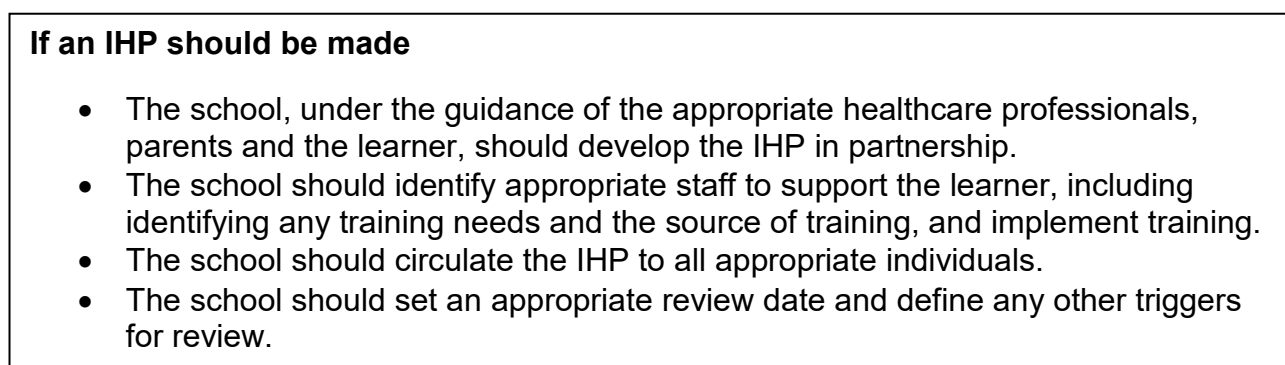 If an IHP should be made
• The school, under the guidance of the appropriate healthcare professionals,
parents and the learner, should develop the IHP in partnership.
• The school should identify appropriate staff to support the learner, including
identifying any training needs and the source of training, and implement training.
• The school should circulate the IHP to all appropriate individuals.
• The school should set an appropriate review date and define any other triggers
for review.